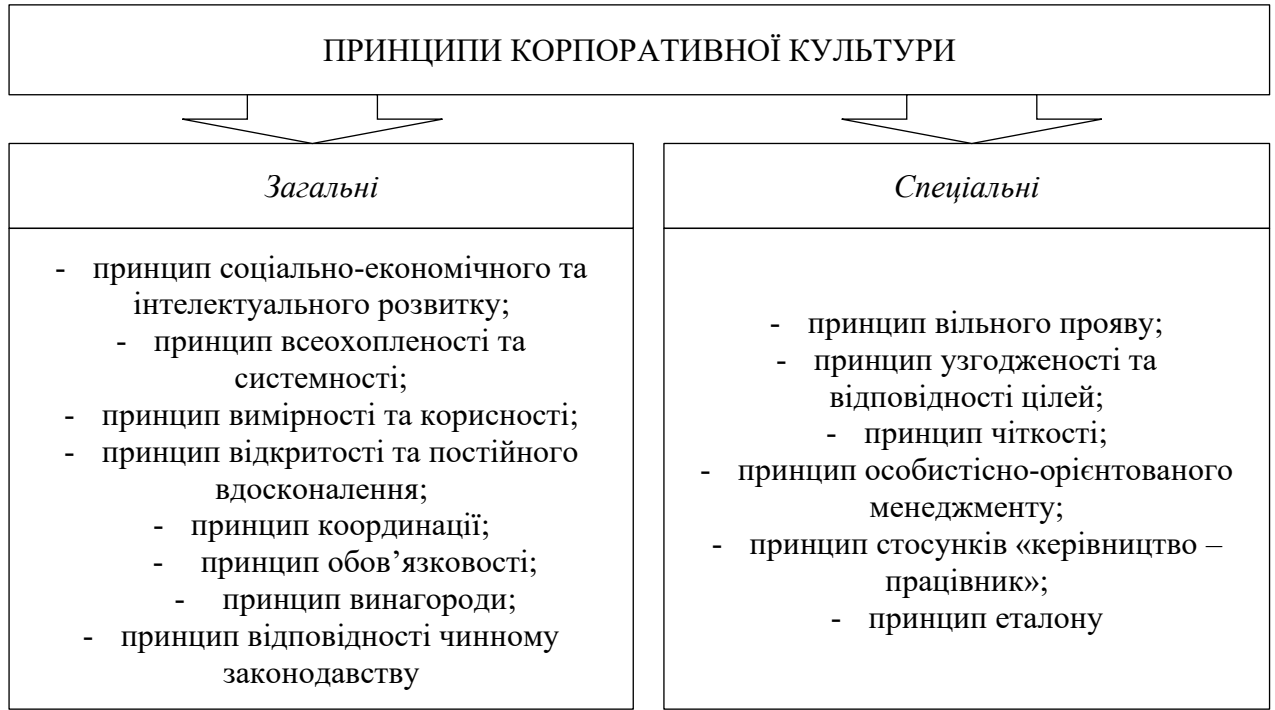 ПРИНЦИПИ КОРПОРАТИВНОЇ КУЛЬТУРИ
Загальні
- принцип соціально-економічного та
інтелектуального розвитку;
- принцип всеохопленості та
системності;
- принцип вимірності та корисності;
- принцип відкритості та постійного
вдосконалення;
- принцип координації;
- принцип обов’язковості;
- принцип винагороди;
- принцип відповідності чинному
законодавству
Спеціальні
- принцип вільного прояву;
- принцип узгодженості та
відповідності цілей;
- принцип чіткості;
- принцип особистісно-орієнтованого
менеджменту;
- принцип стосунків «керівництво –
працівник»;
- принцип еталону